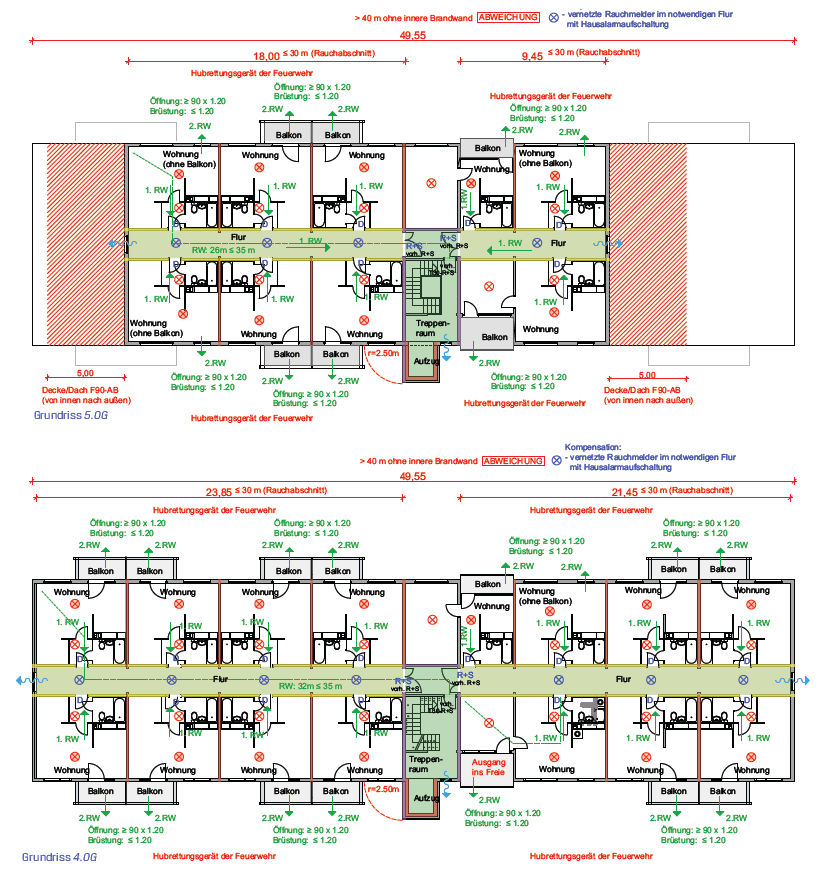 > 40 m ohne innere Brandwand ABWEICHUNG
- vernetzte Rauchmelder im notwendigen Flur
mit Hausalarmaufschaltung
49,55
18,00 ≤ 30 m (Rauchabschnitt)
9,45 ≤ 30 m (Rauchabschnitt)
Hubrettungsgerät der Feuerwehr
Hubrettungsgerät der Feuerwehr
Öffnung: ≥ 90 x 1.20
Brüstung: ≤ 1.20
Öffnung: ≥ 90 x 1.20
Brüstung: ≤ 1.20
Öffnung: ≥ 90 x 1.20
Brüstung: ≤ 1.20
2.RW
2.RW
2.RW
2.RW
2.RW
Balkon
Balkon
Balkon
Wohnung
(ohne Balkon)
Wohnung
Wohnung
Wohnung
Wohnung
(ohne Balkon)
1. RW
1. RW
1. RW
1.RW
1. RW
D
D
D
D
D
Flur
1. RW
RW: 26m ≤ 35 m
R+S
R+S
vorh. R+S
vorh. R+S
1. RW
Flur
D
D
D
D
1. RW
1. RW
1. RW
1. RW
Treppen-
raum
Wohnung
(ohne Balkon)
Wohnung
Wohnung
Balkon
Wohnung
Balkon
Balkon
Aufzug
r=2.50m
2.RW
2.RW
2.RW
2.RW
2.RW
5,00
Öffnung: ≥ 90 x 1.20
Brüstung: ≤ 1.20
Öffnung: ≥ 90 x 1.20
Brüstung: ≤ 1.20
Öffnung: ≥ 90 x 1.20
Brüstung: ≤ 1.20
5,00
Decke/Dach F90-AB
(von innen nach außen)
Decke/Dach F90-AB
(von innen nach außen)
Hubrettungsgerät der Feuerwehr
Hubrettungsgerät der Feuerwehr
Grundriss 5.OG
Kompensation:
> 40 m ohne innere Brandwand ABWEICHUNG
- vernetzte Rauchmelder im notwendigen Flur
mit Hausalarmaufschaltung
49,55
23,85 ≤ 30 m (Rauchabschnitt)
21,45 ≤ 30 m (Rauchabschnitt)
Hubrettungsgerät der Feuerwehr
Hubrettungsgerät der Feuerwehr
Öffnung: ≥ 90 x 1.20
Brüstung: ≤ 1.20
Öffnung: ≥ 90 x 1.20
Brüstung: ≤ 1.20
Öffnung: ≥ 90 x 1.20
Brüstung: ≤ 1.20
Öffnung: ≥ 90 x 1.20
Brüstung: ≤ 1.20
2.RW
2.RW
2.RW
2.RW
2.RW
2.RW
2.RW
2.RW
Balkon
Balkon
Balkon
Balkon
Balkon
Balkon
Balkon
Wohnung
Wohnung
Wohnung
Wohnung
Wohnung
Wohnung
(ohne Balkon)
Wohnung
Wohnung
1. RW
1. RW
1. RW
1. RW
1.RW
1. RW
1. RW
1. RW
D
D
D
D
D
D
D
D
Flur
RW: 32m ≤ 35 m
R+S
R+S
vorh. R+S
vorh. R+S
Flur
D
D
D
D
D
D
D
1. RW
1. RW
1. RW
1. RW
1. RW
1. RW
1. RW
Treppen-
raum
Wohnung
Wohnung
Wohnung
Wohnung
Ausgang
ins Freie
Wohnung
Wohnung
Wohnung
Balkon
Balkon
Balkon
Balkon
r=2.50m
Aufzug
Balkon
Balkon
2.RW
2.RW
2.RW
2.RW
2.RW
2.RW
2.RW
Öffnung: ≥ 90 x 1.20
Brüstung: ≤ 1.20
Öffnung: ≥ 90 x 1.20
Brüstung: ≤ 1.20
Öffnung: ≥ 90 x 1.20
Brüstung: ≤ 1.20
Öffnung: ≥ 90 x 1.20
Brüstung: ≤ 1.20
Hubrettungsgerät der Feuerwehr
Hubrettungsgerät der Feuerwehr
Grundriss 4.OG